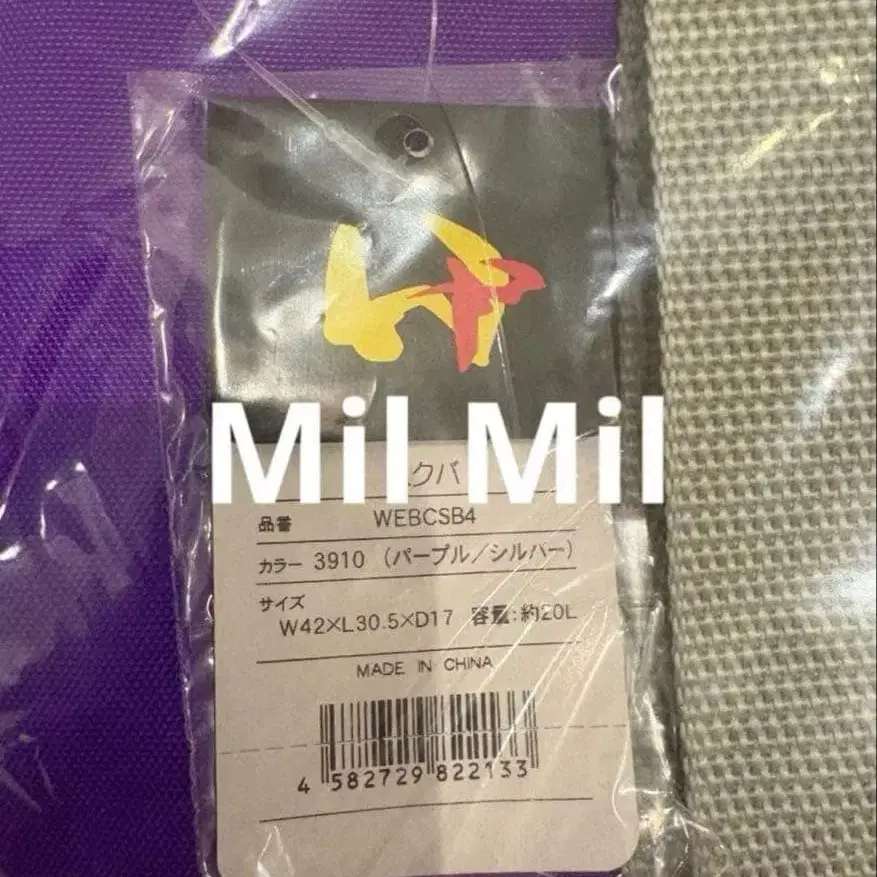 Mil Mil
クバ
品番 WEBCSB4
カラー 3910 (パープル／シルバー)
サイズ
W42×L30.5×D17 容量:約20L
MADE IN CHINA
4 582729 822133